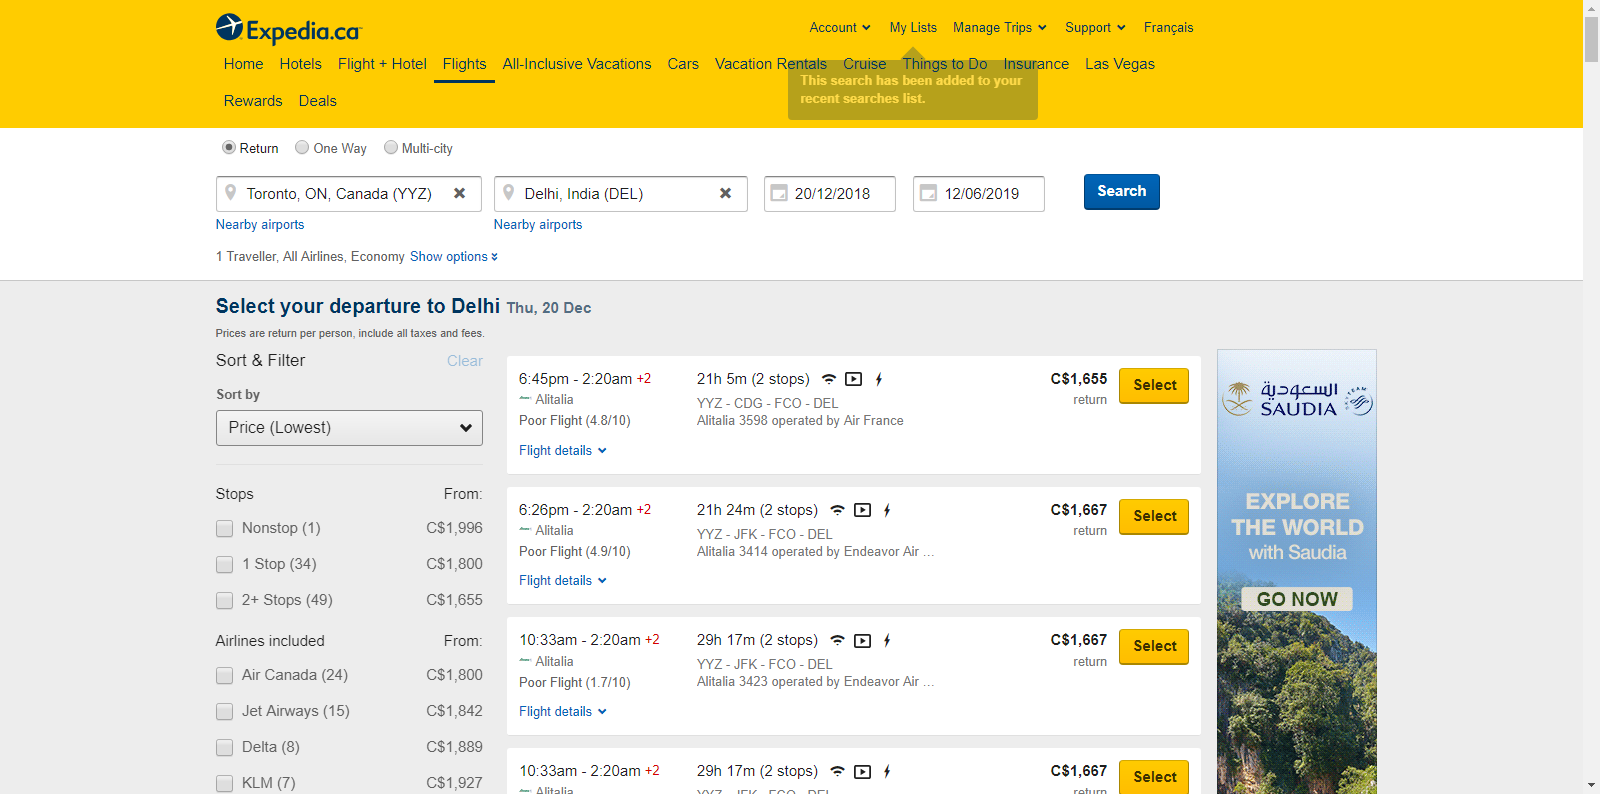 Expedia.ca
Account
My Lists
Manage Trips
Support
Français
Home
Hotels
Flight + Hotel
Flights
All-Inclusive Vacations
Cars
Vacation Rentals
Cruise
Things to Do
Insurance
Las Vegas
Rewards
Deals
This search has been added to your
recent searches list.
Return
One Way
Multi-city
Toronto, ON, Canada (YYZ)
Delhi, India (DEL)
20/12/2018
12/06/2019
Search
Nearby airports
Nearby airports
1 Traveller, All Airlines, Economy Show options
Select your departure to Delhi Thu, 20 Dec
Prices are return per person, include all taxes and fees.
Sort & Filter
Clear
Sort by
Price (Lowest)
Stops
From:
Nonstop (1)
C$1,996
1 Stop (34)
C$1,800
2+ Stops (49)
C$1,655
Airlines included
From:
Air Canada (24)
C$1,800
Jet Airways (15)
C$1,842
Delta (8)
C$1,889
KLM (7)
C$1,927
6:45pm - 2:20am +2
21h 5m (2 stops)
C$1,655
Select
Alitalia
YYZ - CDG - FCO - DEL
return
Poor Flight (4.8/10)
Alitalia 3598 operated by Air France
Flight details
6:26pm - 2:20am +2
21h 24m (2 stops)
C$1,667
Select
Alitalia
YYZ - JFK - FCO - DEL
return
Poor Flight (4.9/10)
Alitalia 3414 operated by Endeavor Air ...
Flight details
10:33am - 2:20am +2
29h 17m (2 stops)
C$1,667
Select
Alitalia
YYZ - JFK - FCO - DEL
return
Poor Flight (1.7/10)
Alitalia 3423 operated by Endeavor Air ...
Flight details
10:33am - 2:20am +2
29h 17m (2 stops)
C$1,667
Select
Alitalia
YYZ - JFK - FCO - DEL
return
السعودية
SAUDIA
SKYTEAM
EXPLORE
THE WORLD
with Saudia
GO NOW